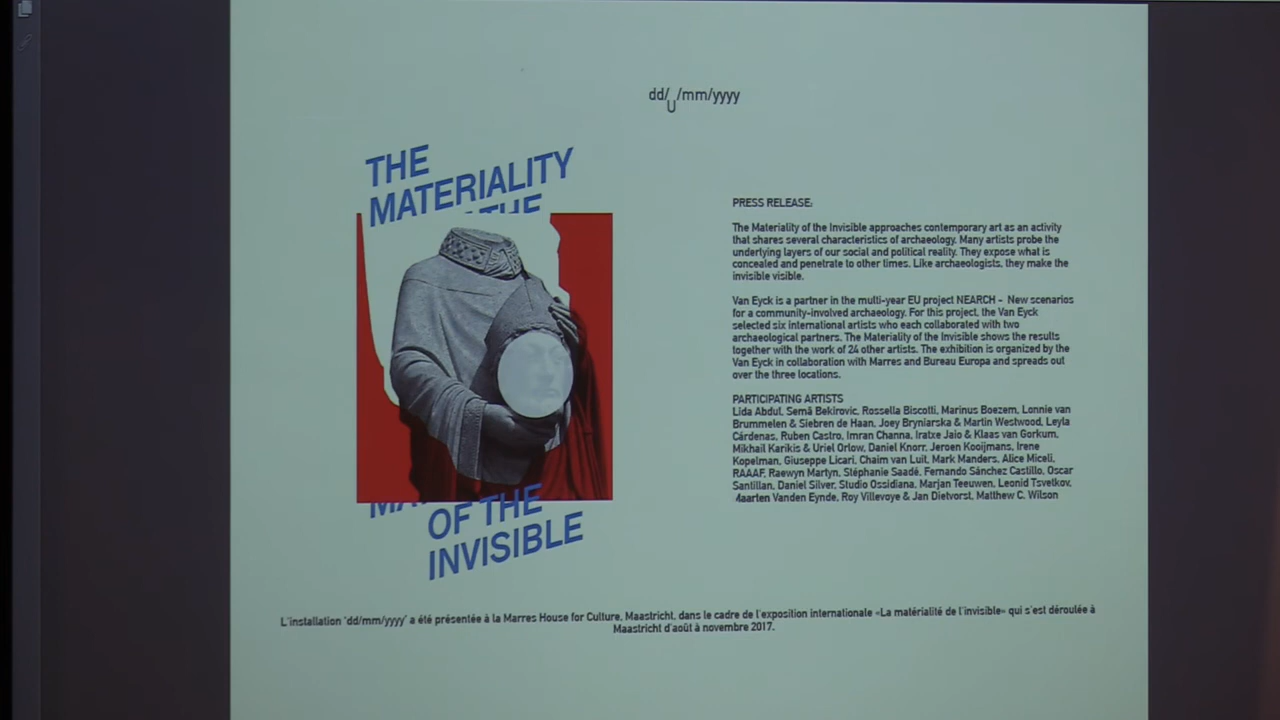 dd/U/mm/yyyy
THE
MATERIALITY
THE
OF THE
INVISIBLE
PRESS RELEASE:
The Materiality of the Invisible approaches contemporary art as an activity
that shares several characteristics of archaeology. Many artists probe the
underlying layers of our social and political reality. They expose what is
concealed and penetrate to other times. Like archaeologists, they make the
invisible visible.
Van Eyck is a partner in the multi-year EU project NEARCH - New scenarios
for a community-involved archaeology. For this project, the Van Eyck
selected six international artists who each collaborated with two
archaeological partners. The Materiality of the Invisible shows the results
together with the work of 24 other artists. The exhibition is organized by the
Van Eyck in collaboration with Marres and Bureau Europa and spreads out
over the three locations.
PARTICIPATING ARTISTS
Lida Abdul, Semâ Bekirovic, Rossella Biscotti, Marinus Boezem, Lonnie van
Brummelen & Siebren de Haan, Joey Bryniarska & Martin Westwood, Leyla
Cárdenas, Ruben Castro, Imran Channa, Iratxe Jaio & Klaas van Gorkum,
Mikhail Karikis & Uriel Orlow, Daniel Knorr, Jeroen Kooijmans, Irene
Kopelman, Giuseppe Licari, Chaim van Luit, Mark Manders, Alice Miceli,
RAAAF, Raewyn Martyn, Stéphanie Saadé, Fernando Sánchez Castillo, Oscar
Santillan, Daniel Silver, Studio Ossidiana, Marjan Teeuwen, Leonid Tsvelkov,
Maarten Vanden Eynde, Roy Villevoye & Jan Dietvorst, Matthew C. Wilson
L'installation 'dd/mm/yyyy' a été présentée à la Marres House for Culture, Maastricht, dans le cadre de l'exposition internationale «La matérialité de l'invisible» qui s'est déroulée à
Maastricht d'août à novembre 2017.